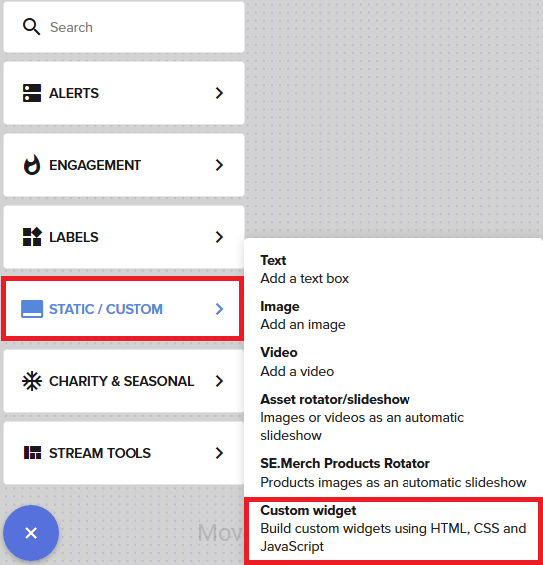 Search
ALERTS
ENGAGEMENT
LABELS
STATIC / CUSTOM
CHARITY & SEASONAL
STREAM TOOLS
Text
Add a text box
Image
Add an image
Video
Add a video
Asset rotator/slideshow
Images or videos as an automatic
slideshow
SE.Merch Products Rotator
Products images as an automatic slideshow
Custom widget
Build custom widgets using HTML, CSS and
JavaScript
Mov